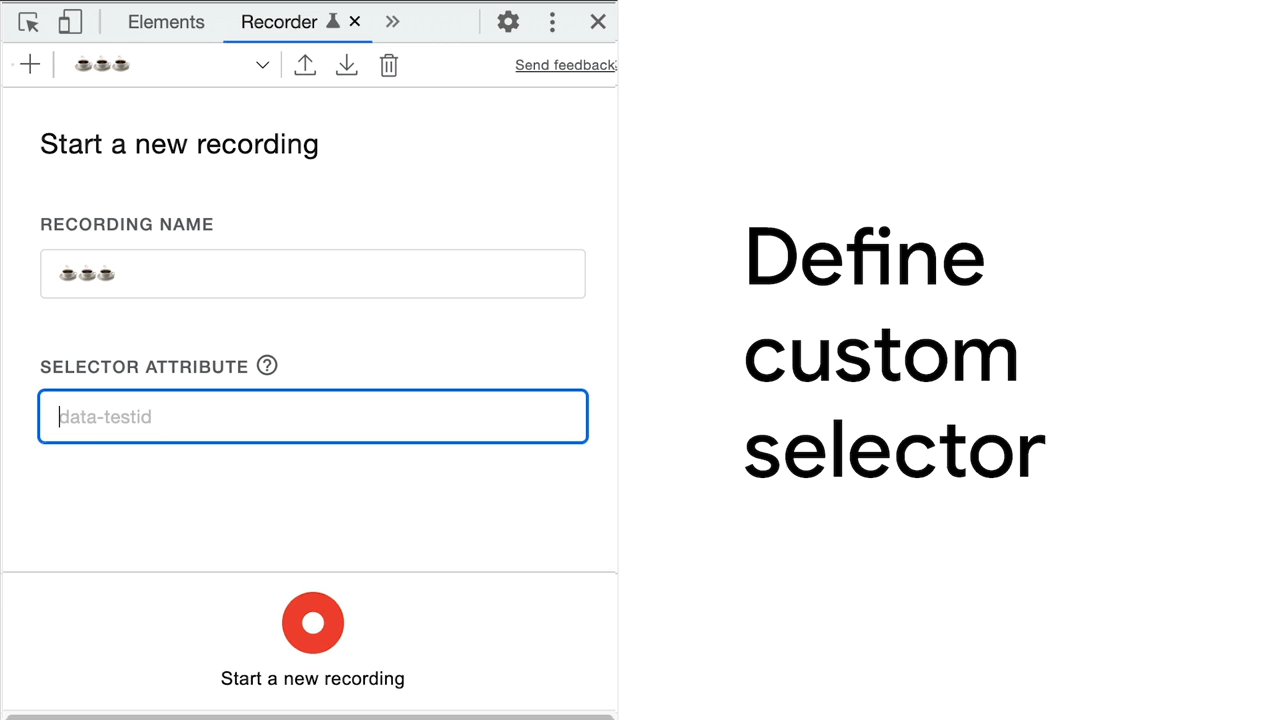 Elements Recorder
☕☕☕ Send feedback
Start a new recording
RECORDING NAME
☕☕☕
SELECTOR ATTRIBUTE
data-testid
Start a new recording
Define
custom
selector